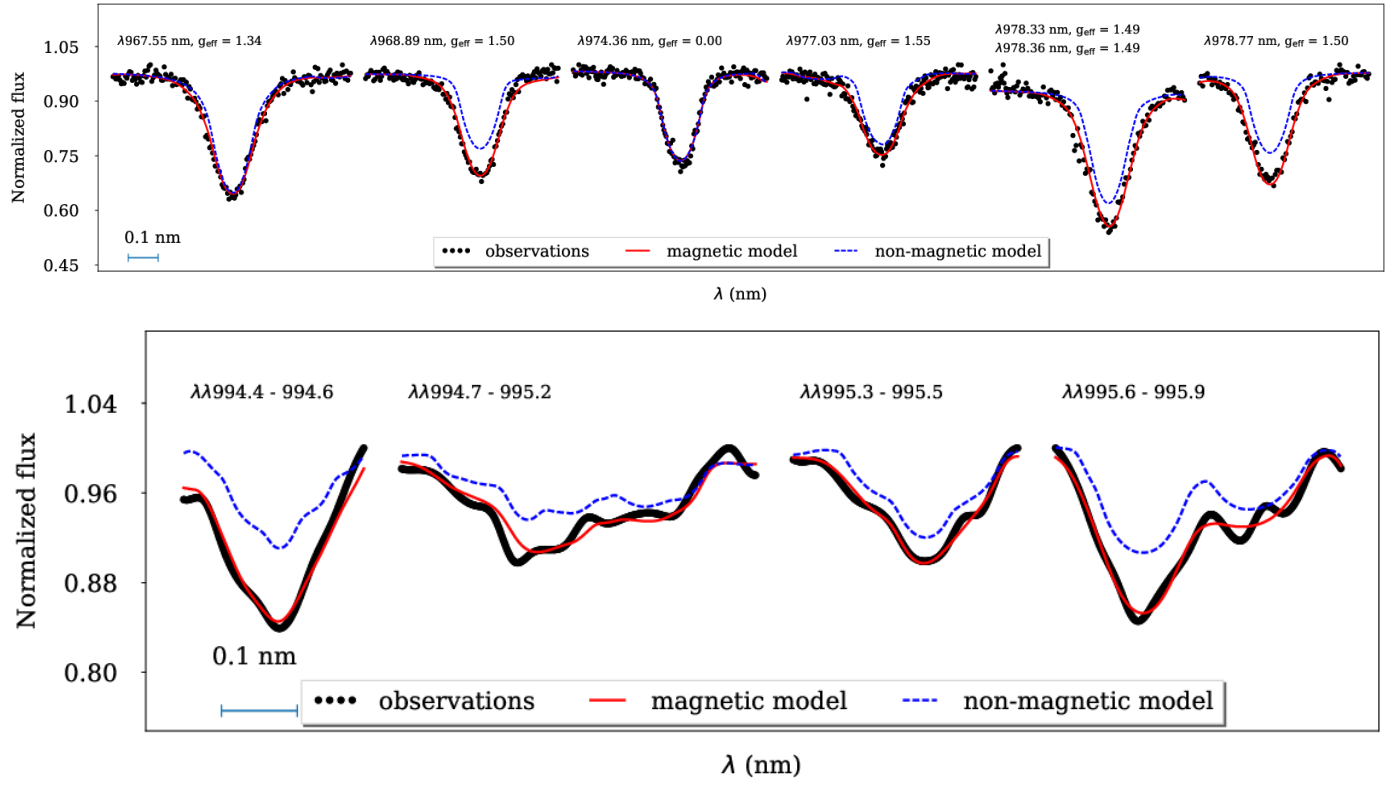 λ978.33 nm, g_eff = 1.49
λ967.55 nm, g_eff = 1.34 λ968.89 nm, g_eff = 1.50 λ974.36 nm, g_eff = 0.00 λ977.03 nm, g_eff = 1.55 λ978.36 nm, g_eff = 1.49 λ978.77 nm, g_eff = 1.50
1.05
0.90
0.75
0.60
0.45
Normalized flux
0.1 nm
observations magnetic model non-magnetic model
λ (nm)
λλ994.4 - 994.6 λλ994.7 - 995.2 λλ995.3 - 995.5 λλ995.6 - 995.9
1.04
0.96
0.88
0.80
Normalized flux
0.1 nm
observations magnetic model non-magnetic model
λ (nm)